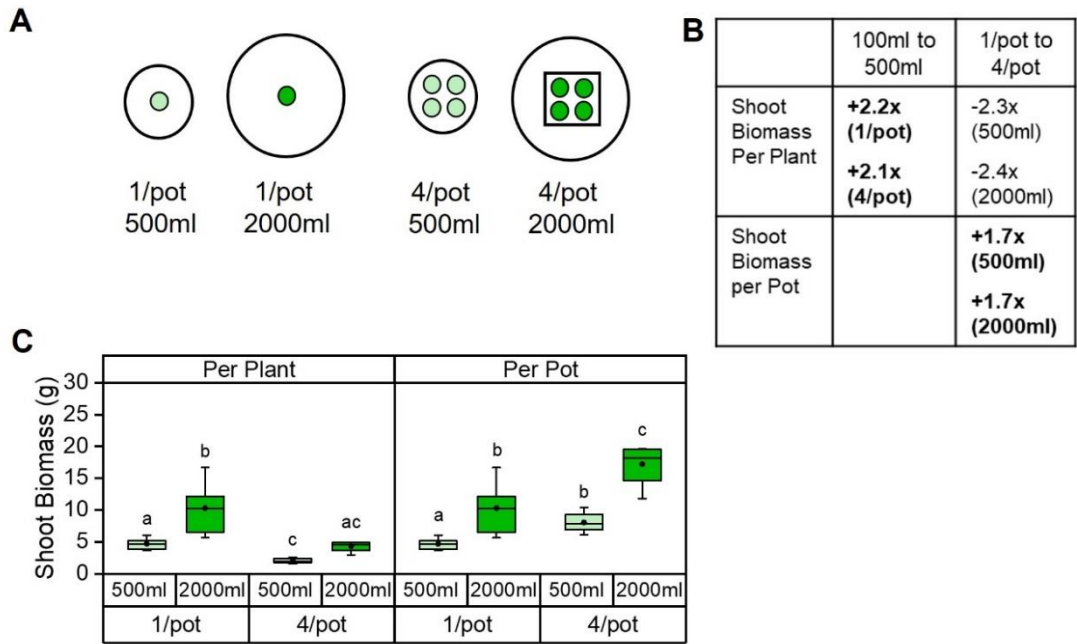 A
1/pot
500ml
1/pot
2000ml
4/pot
500ml
4/pot
2000ml
B
100ml to
500ml
1/pot to
4/pot
Shoot
Biomass
Per Plant
+2.2x
(1/pot)
+2.1x
(4/pot)
-2.3x
(500ml)
-2.4x
(2000ml)
Shoot
Biomass
per Pot
+1.7x
(500ml)
+1.7x
(2000ml)
C
Per Plant Per Pot
Shoot Biomass (g)
30
25
20
15
10
5
0
a b c ac a b b c
500ml 2000ml 500ml 2000ml 500ml 2000ml 500ml 2000ml
1/pot 4/pot 1/pot 4/pot